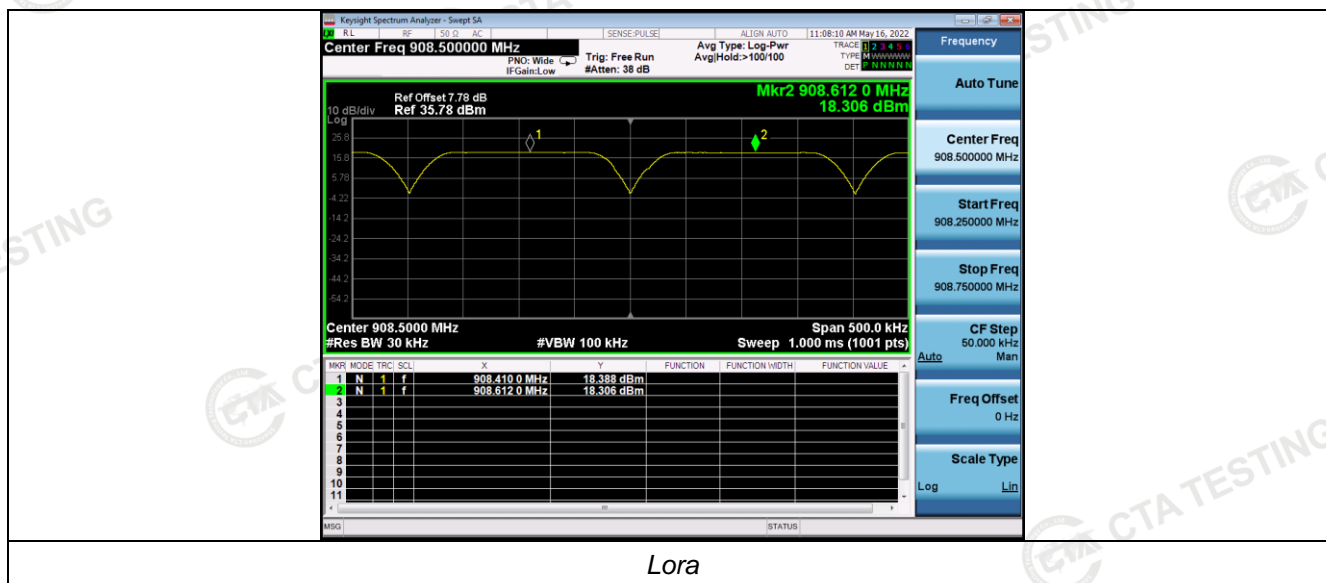 Keysight Spectrum Analyzer - Swept SA
RL RF 50 Ω AC SENSE:PULSE ALIGN AUTO 11:08:10 AM May 16, 2022
Center Freq 908.500000 MHz
PNO: Wide
IFGain:Low
Trig: Free Run
#Atten: 38 dB
Avg Type: Log-Pwr
Avg|Hold:>100/100
TRACE 1 2 3 4 5 6
TYPE M WWWWW
DET P N N N N N
Ref Offset 7.78 dB
10 dB/div Ref 35.78 dBm
Log
Mkr2 908.612 0 MHz
18.306 dBm
25.8
15.8
5.78
-4.22
-14.2
-24.2
-34.2
-44.2
-54.2
1
2
Center 908.5000 MHz Span 500.0 kHz
#Res BW 30 kHz #VBW 100 kHz Sweep 1.000 ms (1001 pts)
MKR MODE TRC SCL X Y FUNCTION FUNCTION WIDTH FUNCTION VALUE
1 N 1 f 908.410 0 MHz 18.388 dBm
2 N 1 f 908.612 0 MHz 18.306 dBm
3
4
5
6
7
8
9
10
11
MSG STATUS
Frequency
Auto Tune
Center Freq
908.500000 MHz
Start Freq
908.250000 MHz
Stop Freq
908.750000 MHz
CF Step
50.000 kHz
Auto Man
Freq Offset
0 Hz
Scale Type
Log Lin
Lora
CTA TESTING